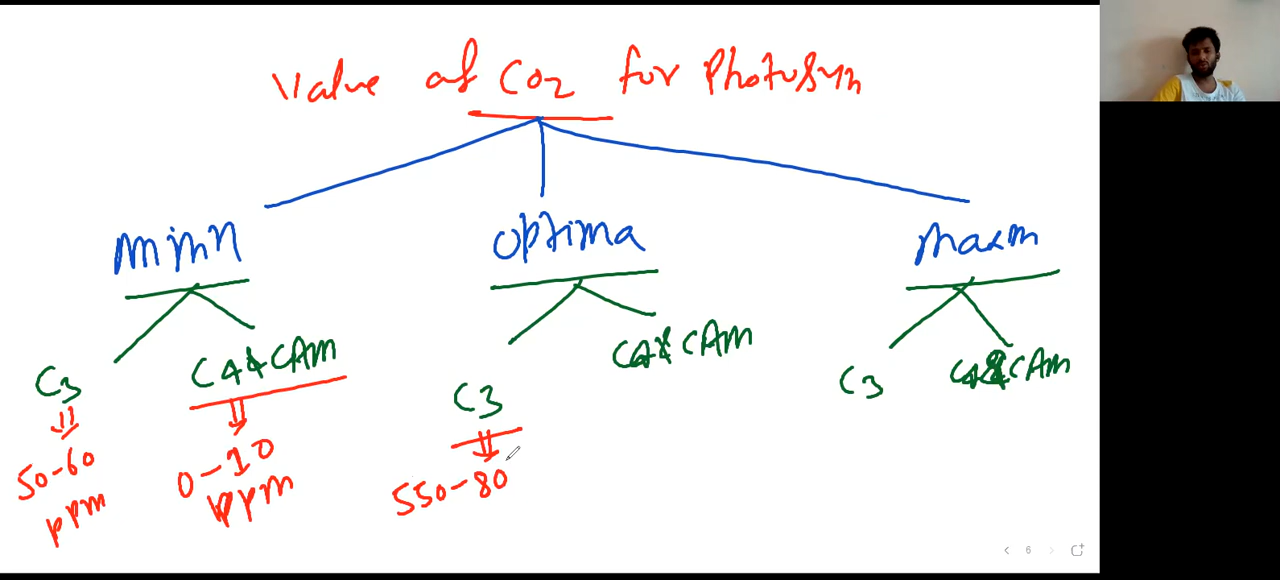 Value of CO2 for Photosyn
minm
optima
maxm
C3
C4 & CAM
C3
C4 & CAM
C3
C4 & CAM
50-60
ppm
0-10
ppm
550-80
6